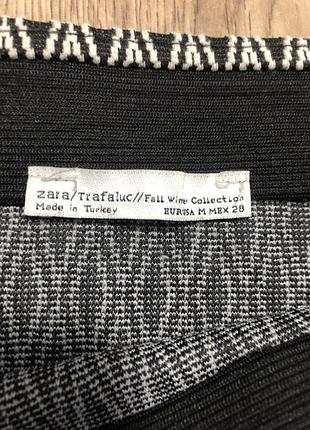 zara/Trafaluc//Fall Winter Collection
Made in Turkey EUR USA M MEX 28